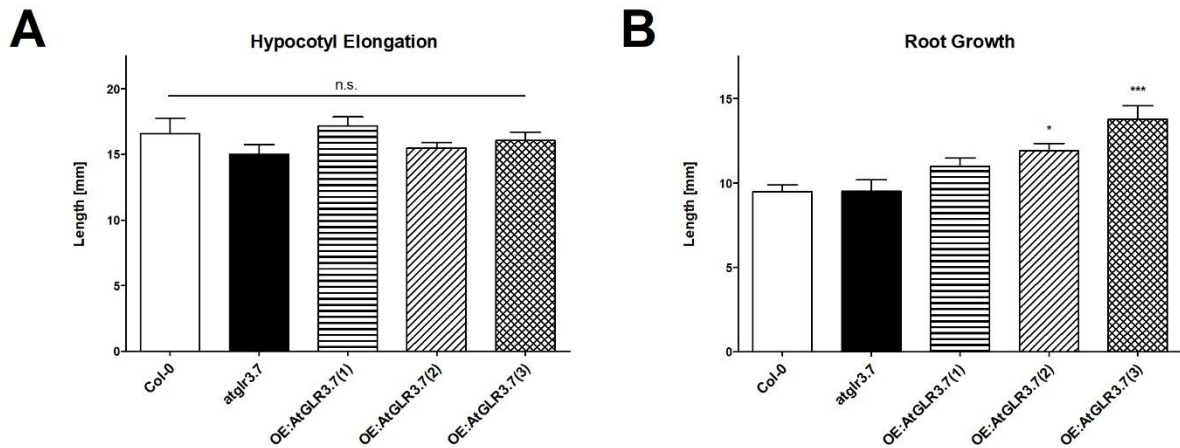 A
Hypocotyl Elongation
n.s.
20
15
10
5
0
Length [mm]
Col-0
atglr3.7
OE:AtGLR3.7(1)
OE:AtGLR3.7(2)
OE:AtGLR3.7(3)
B
Root Growth
***
*
15
10
5
0
Length [mm]
Col-0
atglr3.7
OE:AtGLR3.7(1)
OE:AtGLR3.7(2)
OE:AtGLR3.7(3)